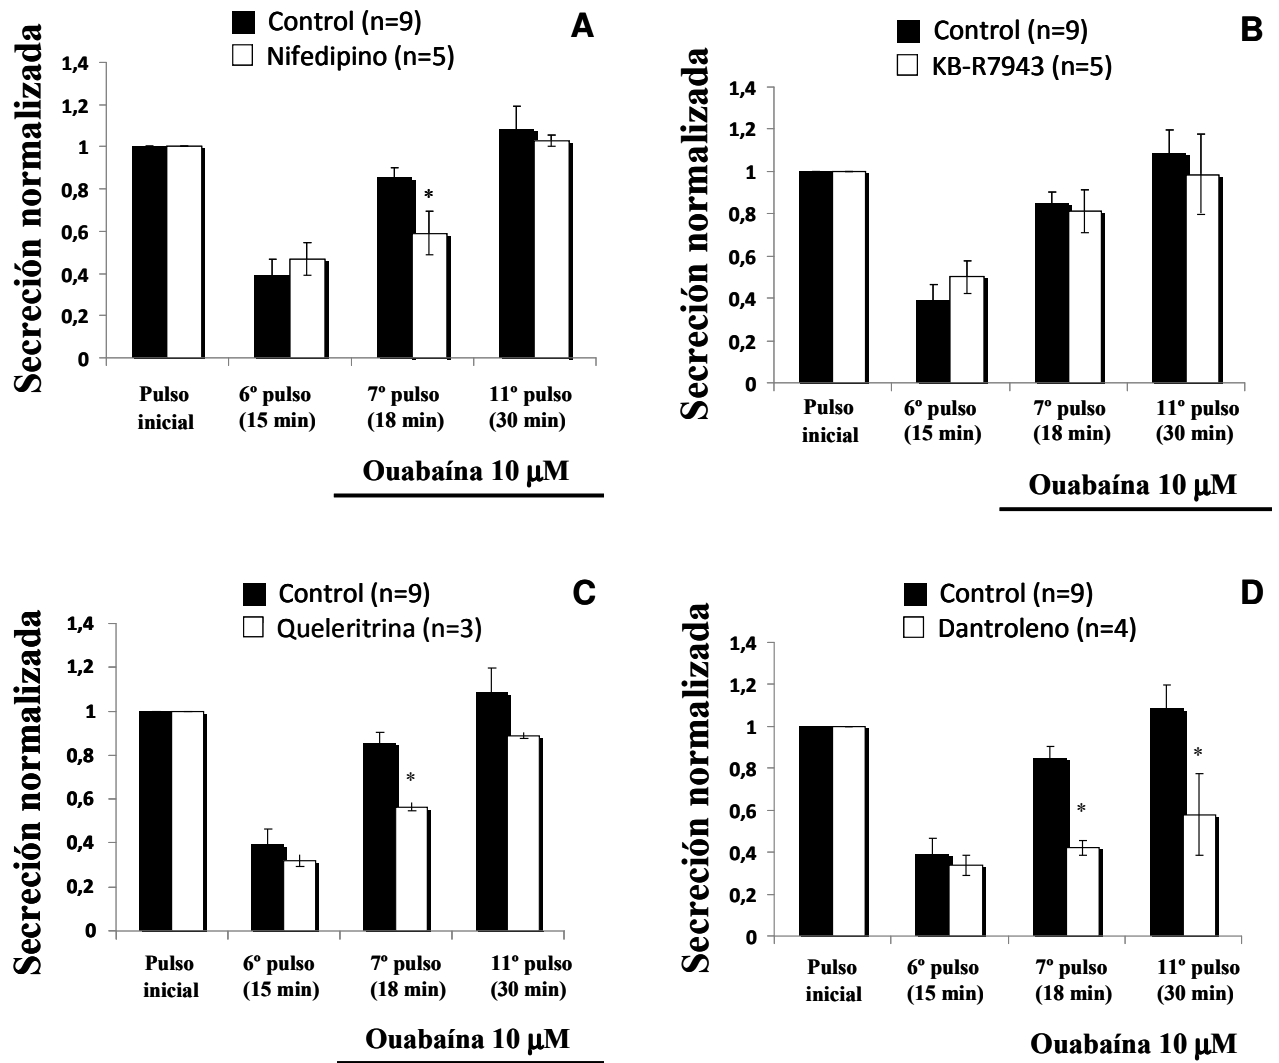 Control (n=9)
Nifedipino (n=5)
A
Secreción normalizada
1,4
1,2
1
0,8
0,6
0,4
0,2
0
*
Pulso
inicial
6º pulso
(15 min)
7º pulso
(18 min)
11º pulso
(30 min)
Ouabaína 10 µM
Control (n=9)
KB-R7943 (n=5)
B
Secreción normalizada
1,4
1,2
1
0,8
0,6
0,4
0,2
0
Pulso
inicial
6º pulso
(15 min)
7º pulso
(18 min)
11º pulso
(30 min)
Ouabaína 10 µM
Control (n=9)
Queleritrina (n=3)
C
Secreción normalizada
1,4
1,2
1
0,8
0,6
0,4
0,2
0
*
Pulso
inicial
6º pulso
(15 min)
7º pulso
(18 min)
11º pulso
(30 min)
Ouabaína 10 µM
Control (n=9)
Dantroleno (n=4)
D
Secreción normalizada
1,4
1,2
1
0,8
0,6
0,4
0,2
0
*
*
Pulso
inicial
6º pulso
(15 min)
7º pulso
(18 min)
11º pulso
(30 min)
Ouabaína 10 µM